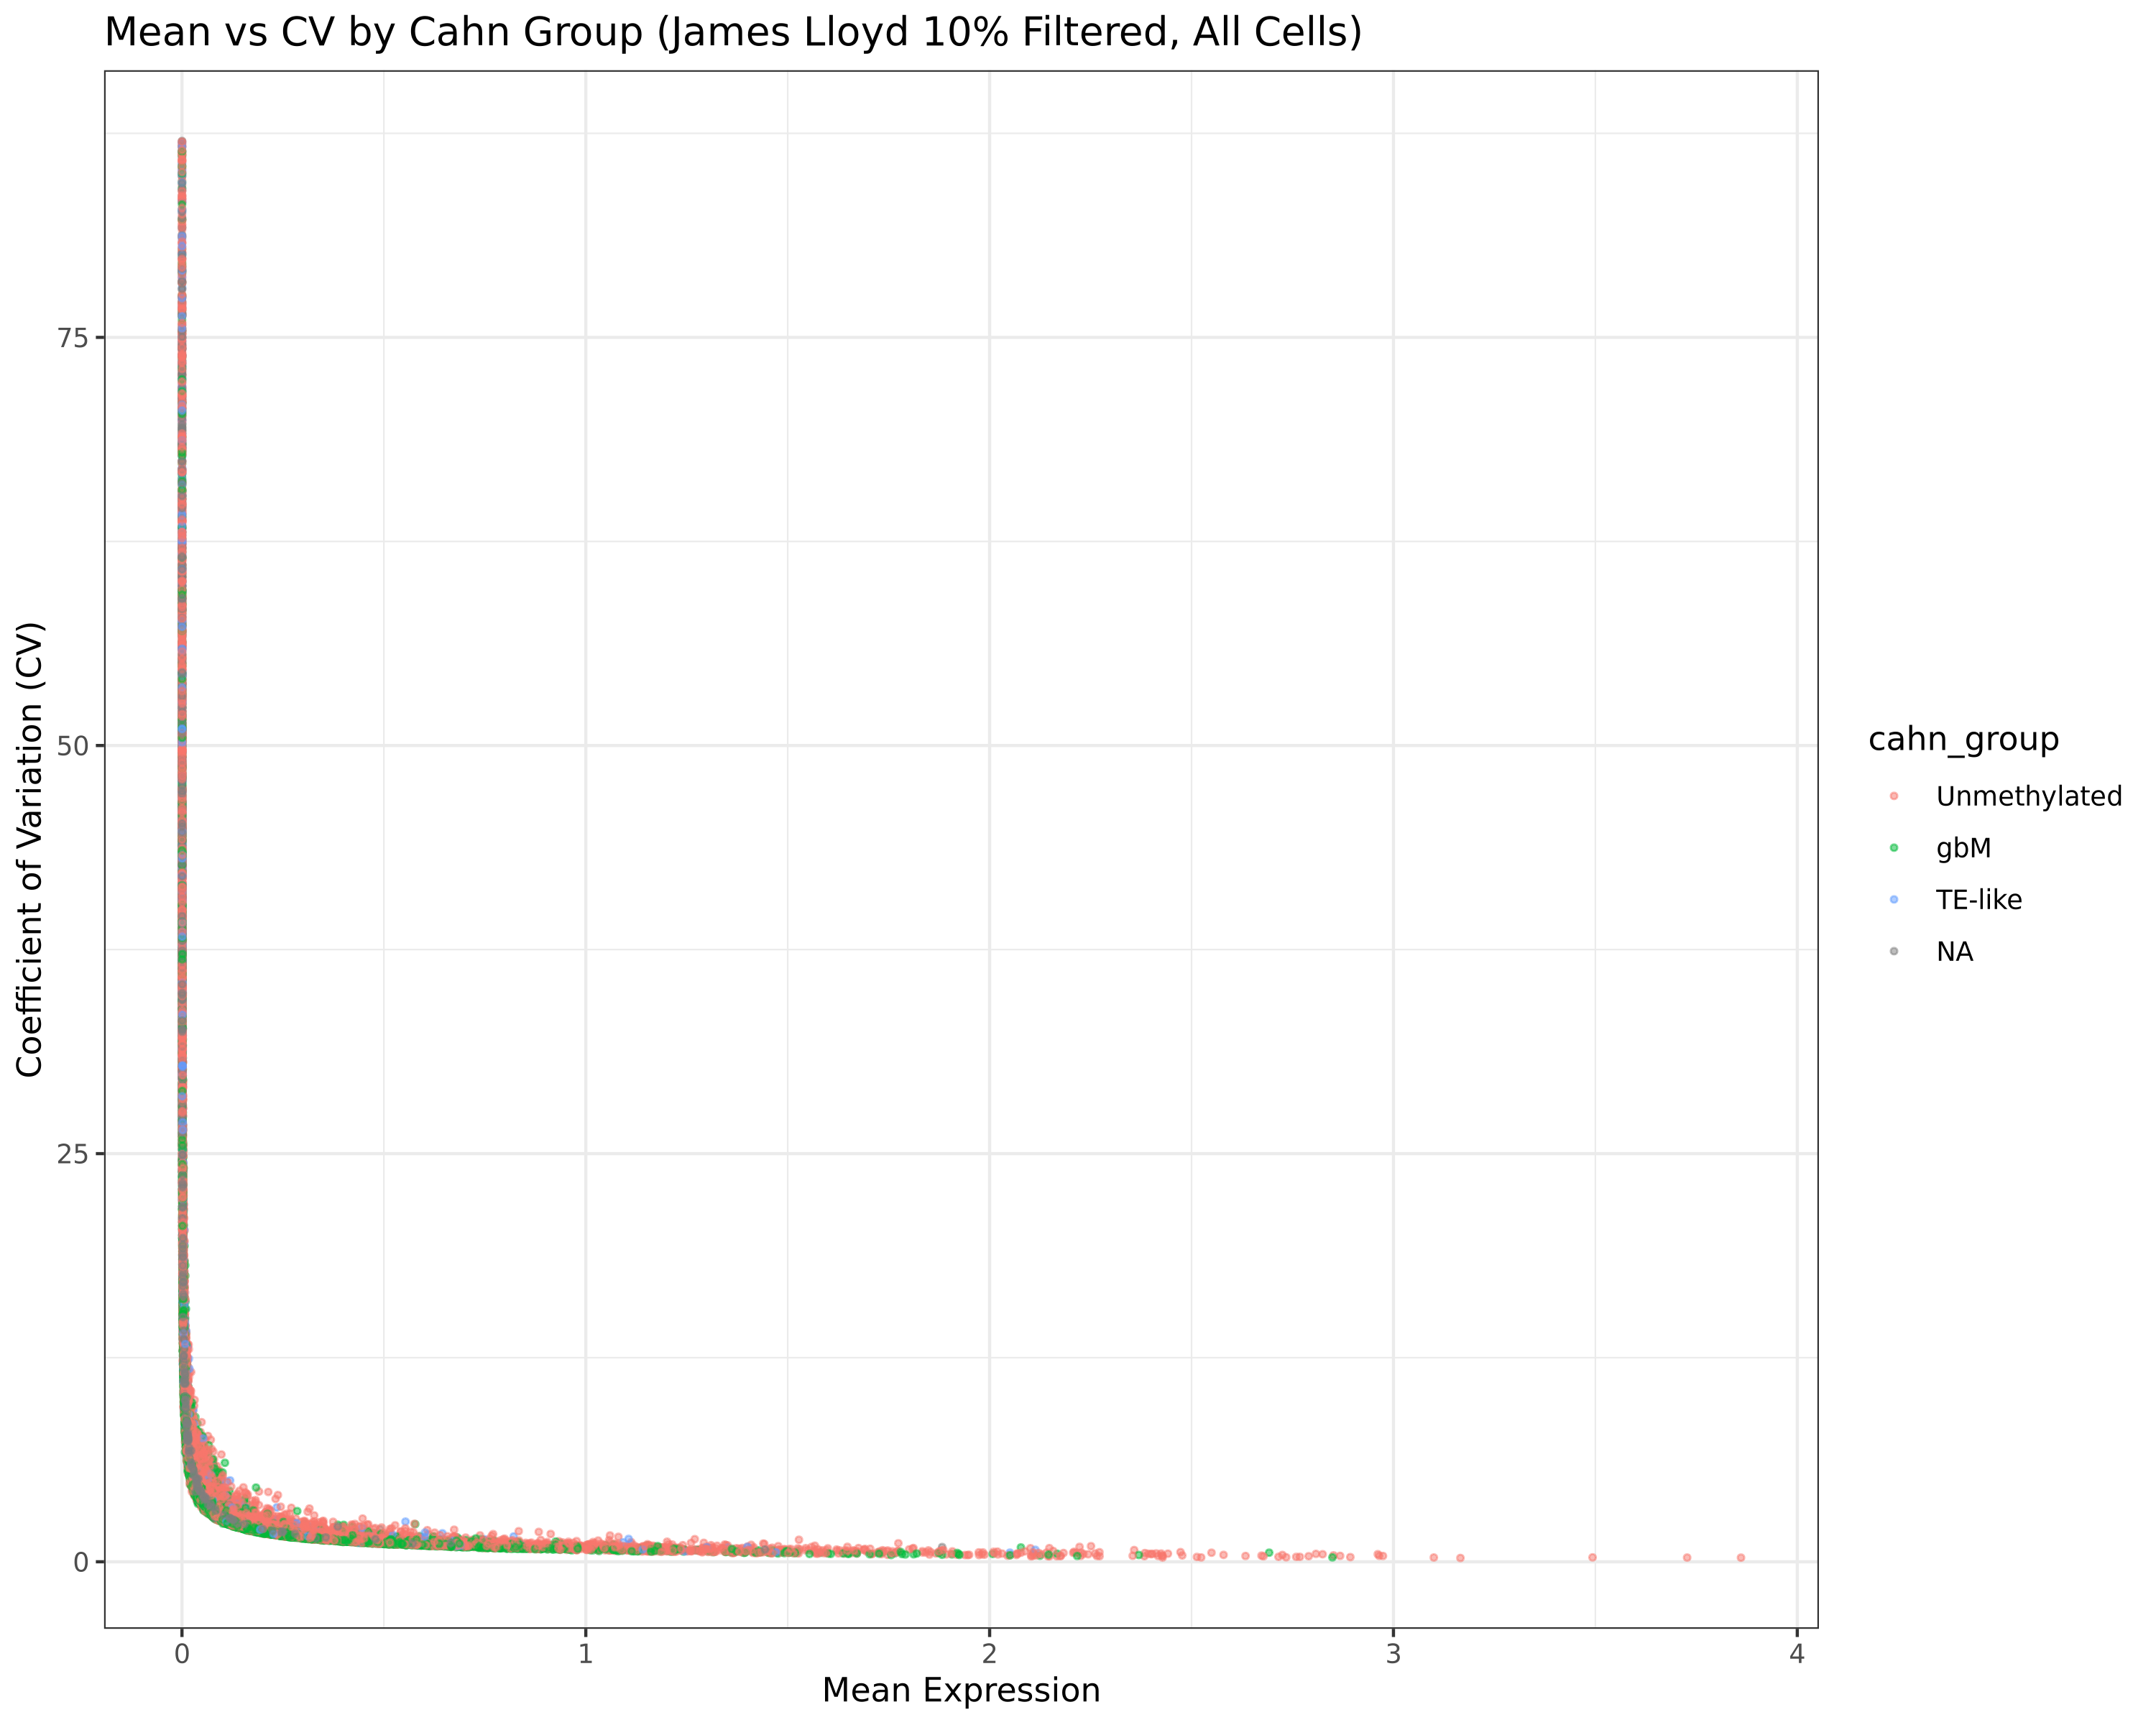 Mean vs CV by Cahn Group (James Lloyd 10% Filtered, All Cells)
Coefficient of Variation (CV)
75
50
25
0
0 1 2 3 4
Mean Expression
cahn_group
Unmethylated
gbM
TE-like
NA